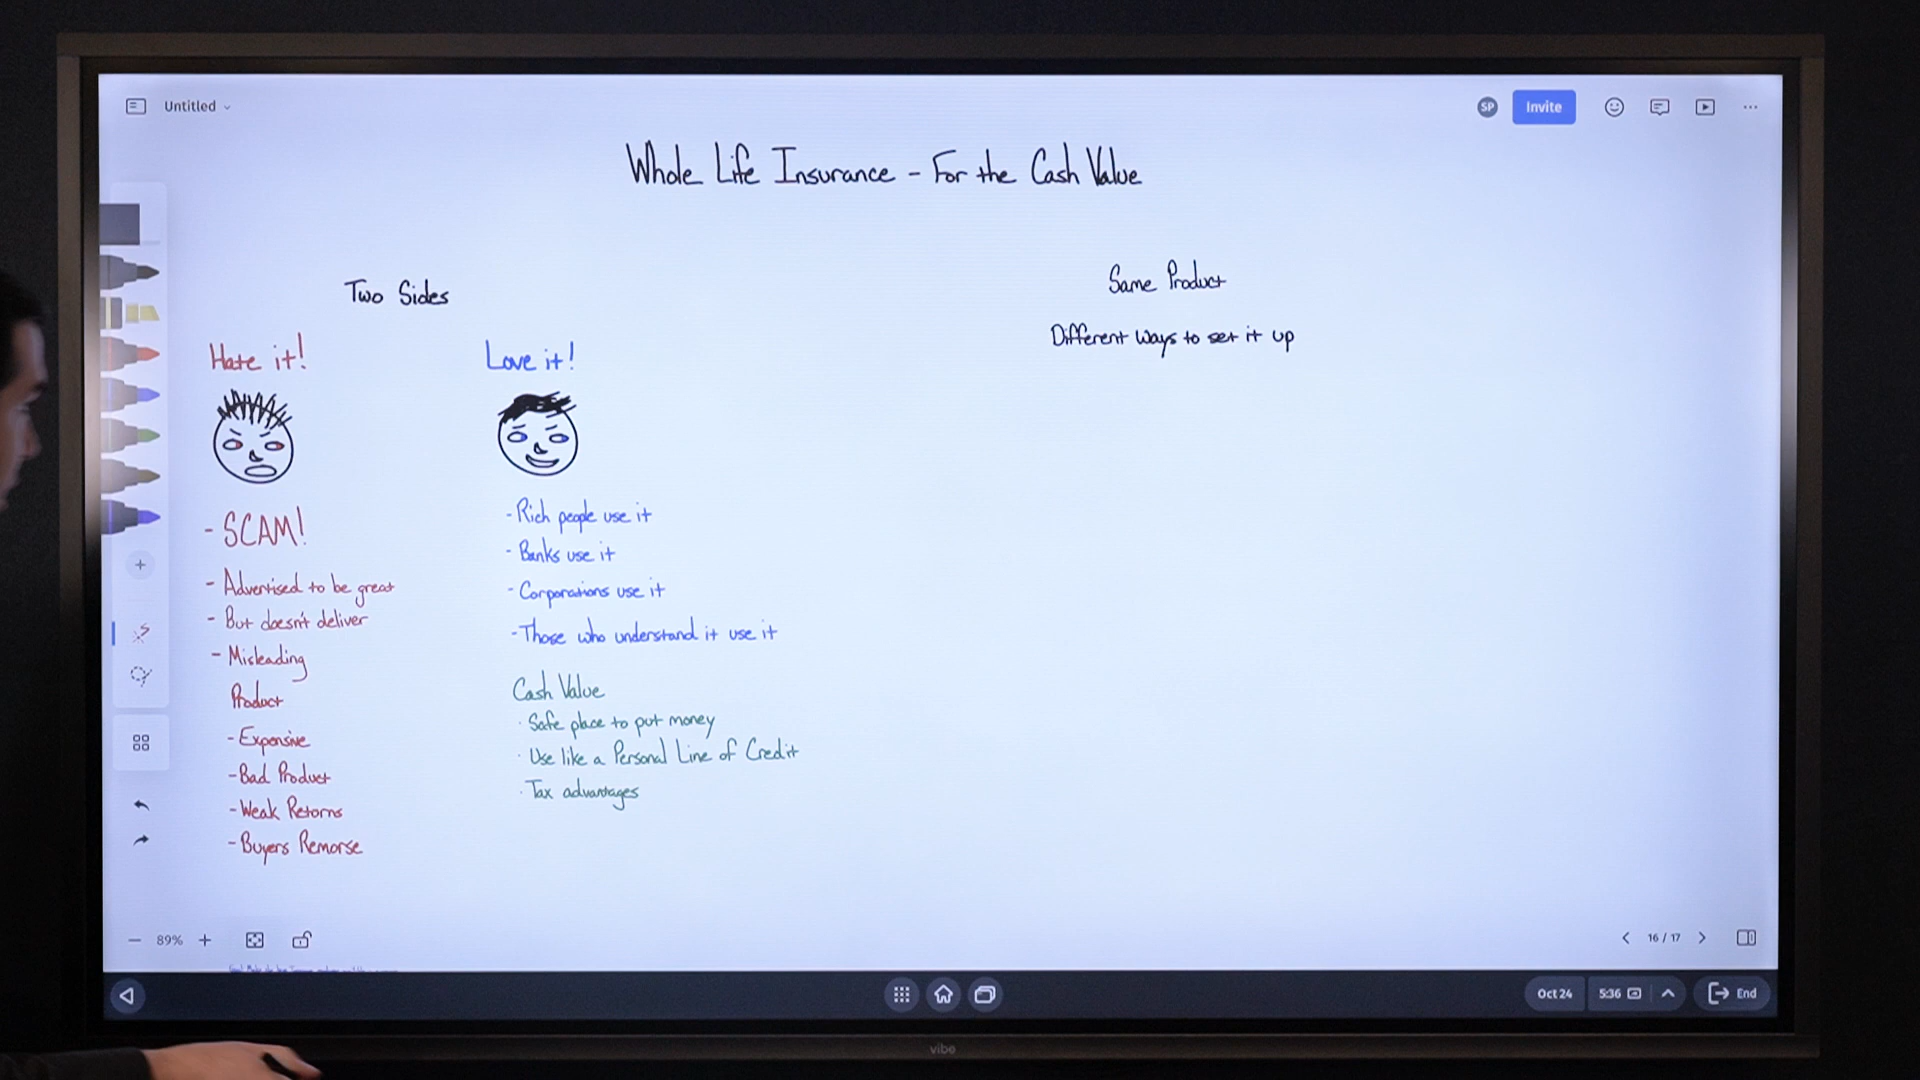 Untitled
SP
Invite
Whole Life Insurance - For the Cash Value
Two Sides
Hate it!
- SCAM!
- Advertised to be great
- But doesn't deliver
- Misleading
Product
- Expensive
- Bad Product
- Weak Returns
- Buyers Remorse
Love it!
- Rich people use it
- Banks use it
- Corporations use it
- Those who understand it use it
Cash Value
· Safe place to put money
· Use like a Personal Line of Credit
· Tax advantages
Same Product
Different ways to set it up
89%
16 / 17
Oct 24
5:36
End
vibo